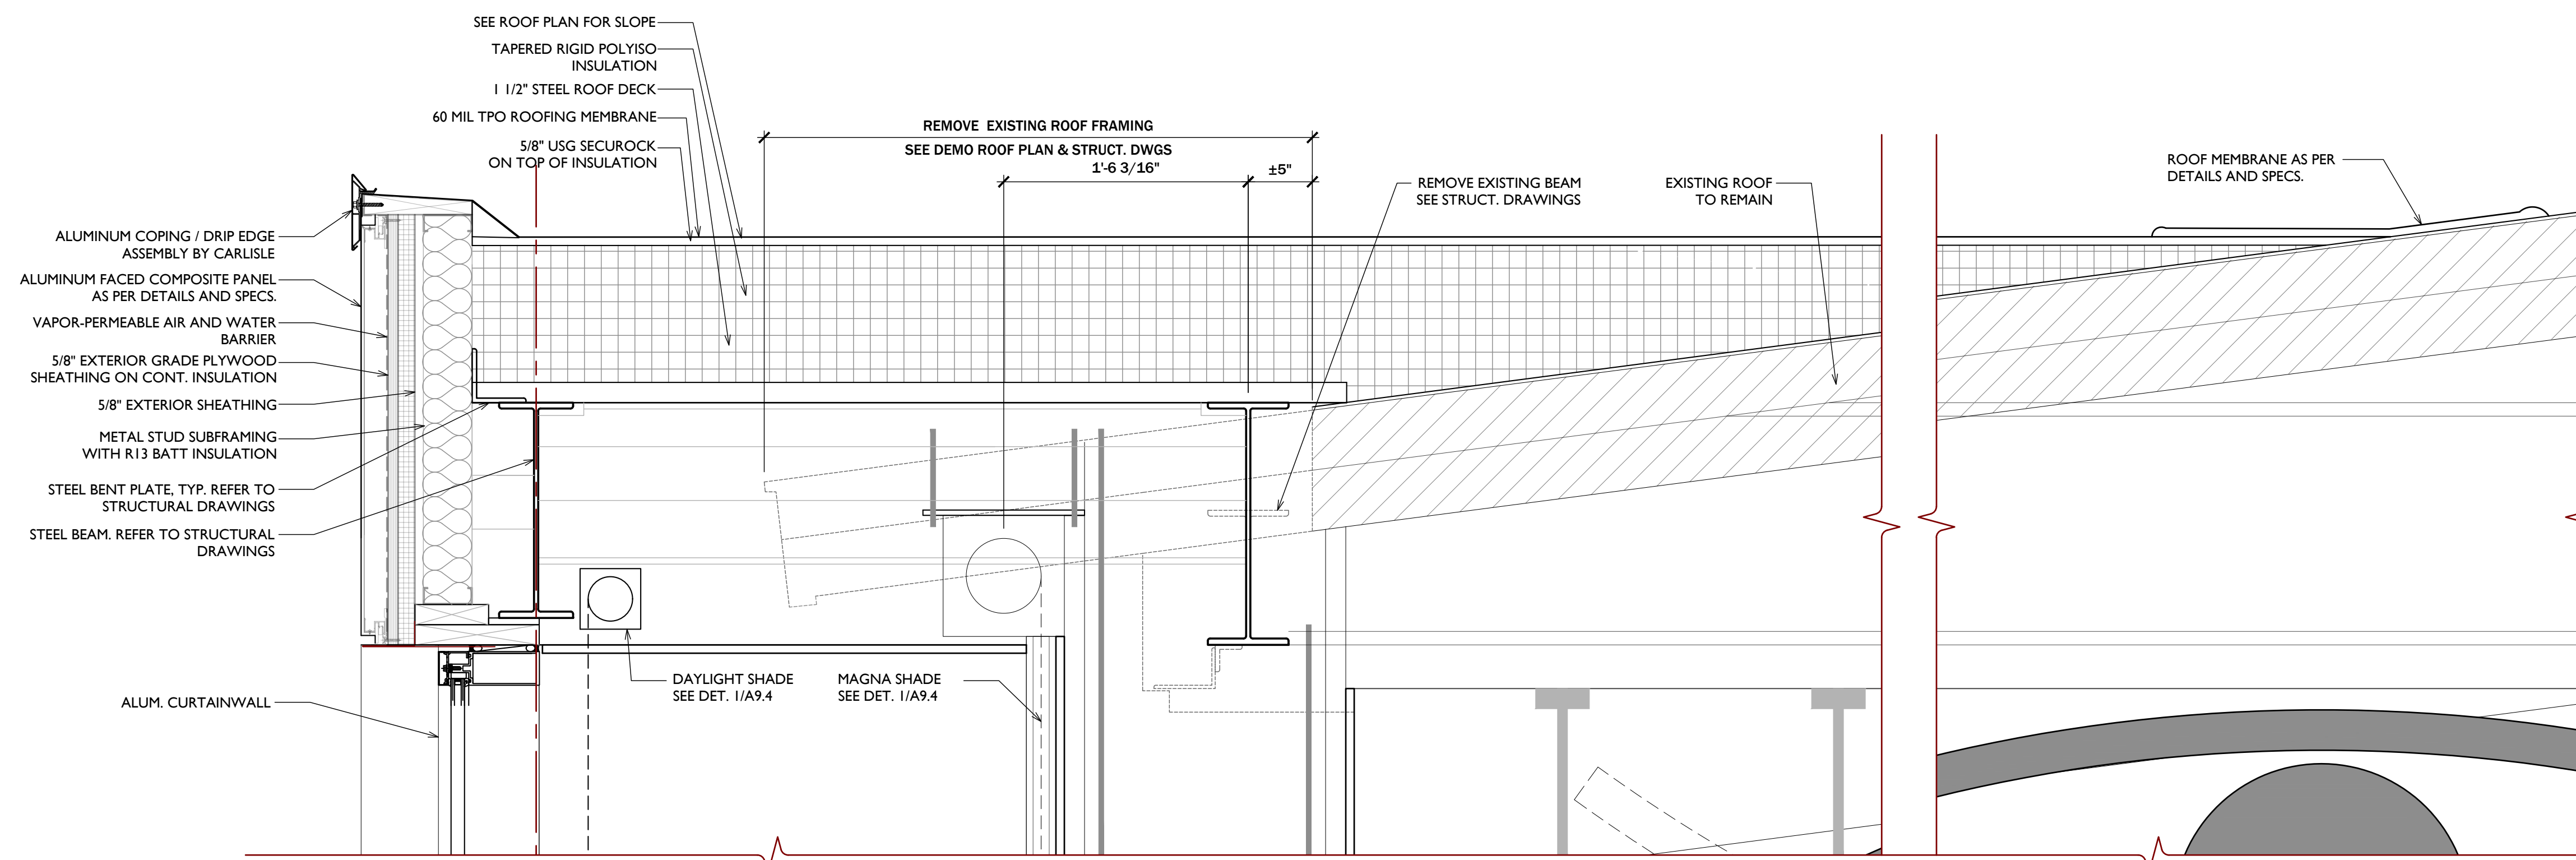 SEE ROOF PLAN FOR SLOPE
TAPERED RIGID POLYISO
INSULATION
1 1/2" STEEL ROOF DECK
60 MIL TPO ROOFING MEMBRANE
5/8" USG SECUROCK
ON TOP OF INSULATION
REMOVE EXISTING ROOF FRAMING
SEE DEMO ROOF PLAN & STRUCT. DWGS
1'-6 3/16"
±5"
REMOVE EXISTING BEAM
SEE STRUCT. DRAWINGS
EXISTING ROOF
TO REMAIN
ROOF MEMBRANE AS PER
DETAILS AND SPECS.
ALUMINUM COPING / DRIP EDGE
ASSEMBLY BY CARLISLE
ALUMINUM FACED COMPOSITE PANEL
AS PER DETAILS AND SPECS.
VAPOR-PERMEABLE AIR AND WATER
BARRIER
5/8" EXTERIOR GRADE PLYWOOD
SHEATHING ON CONT. INSULATION
5/8" EXTERIOR SHEATHING
METAL STUD SUBFRAMING
WITH R13 BATT INSULATION
STEEL BENT PLATE, TYP. REFER TO
STRUCTURAL DRAWINGS
STEEL BEAM. REFER TO STRUCTURAL
DRAWINGS
ALUM. CURTAINWALL
DAYLIGHT SHADE
SEE DET. 1/A9.4
MAGNA SHADE
SEE DET. 1/A9.4